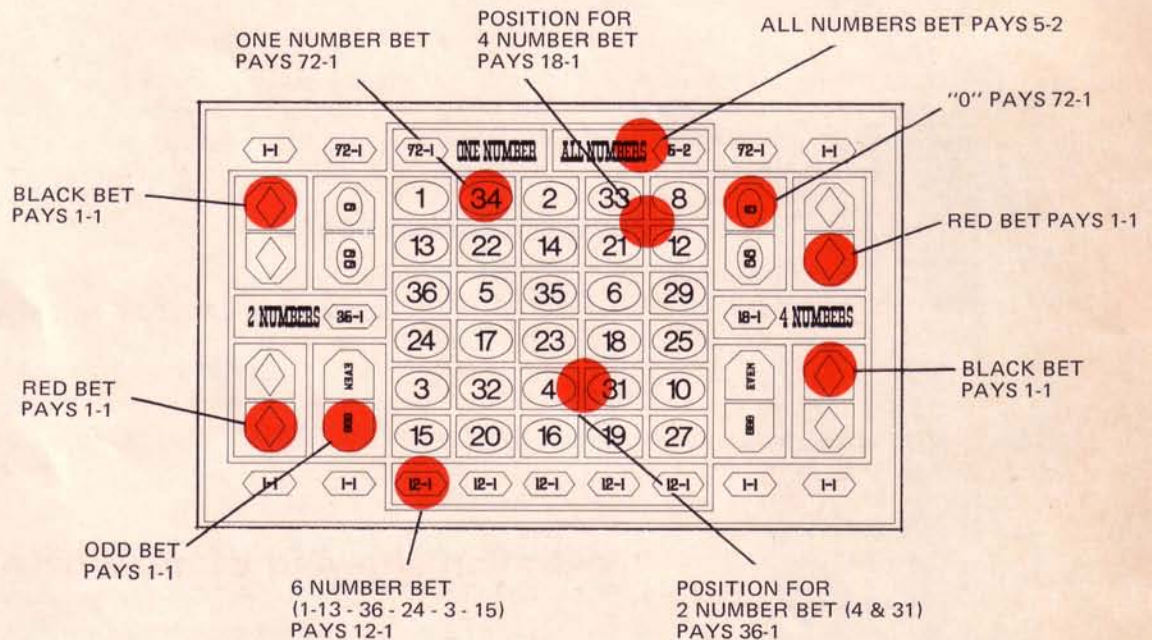 ONE NUMBER BET
PAYS 72-1
POSITION FOR
4 NUMBER BET
PAYS 18-1
ALL NUMBERS BET PAYS 5-2
"0" PAYS 72-1
BLACK BET
PAYS 1-1
RED BET PAYS 1-1
1-1 72-1 72-1 ONE NUMBER ALL NUMBERS 5-2 72-1 1-1
1 34 2 33 8
13 22 14 21 12
36 5 35 6 29
2 NUMBERS 36-1 18-1 4 NUMBERS
24 17 23 18 25
EVEN 3 32 4 31 10 EVEN
ODD 15 20 16 19 27 ODD
1-1 1-1 12-1 12-1 12-1 12-1 12-1 1-1 1-1
RED BET
PAYS 1-1
BLACK BET
PAYS 1-1
ODD BET
PAYS 1-1
6 NUMBER BET
(1-13 - 36 - 24 - 3 - 15)
PAYS 12-1
POSITION FOR
2 NUMBER BET (4 & 31)
PAYS 36-1